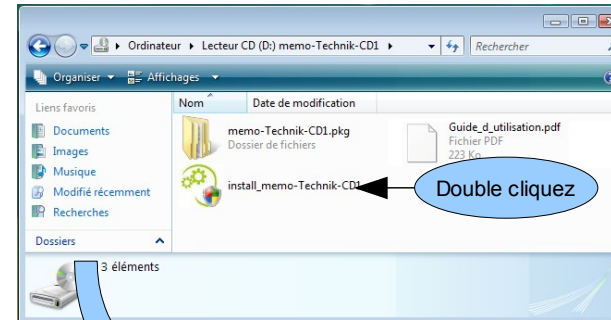 Ordinateur ▸ Lecteur CD (D:) memo-Technik-CD1
Rechercher
Organiser
Affichages
Liens favoris
Documents
Images
Musique
Modifié récemment
Recherches
Dossiers
Nom
Date de modification
memo-Technik-CD1.pkg
Dossier de fichiers
Guide_d_utilisation.pdf
Fichier PDF
223 Ko
install_memo-Technik-CD1
Double cliquez
3 éléments